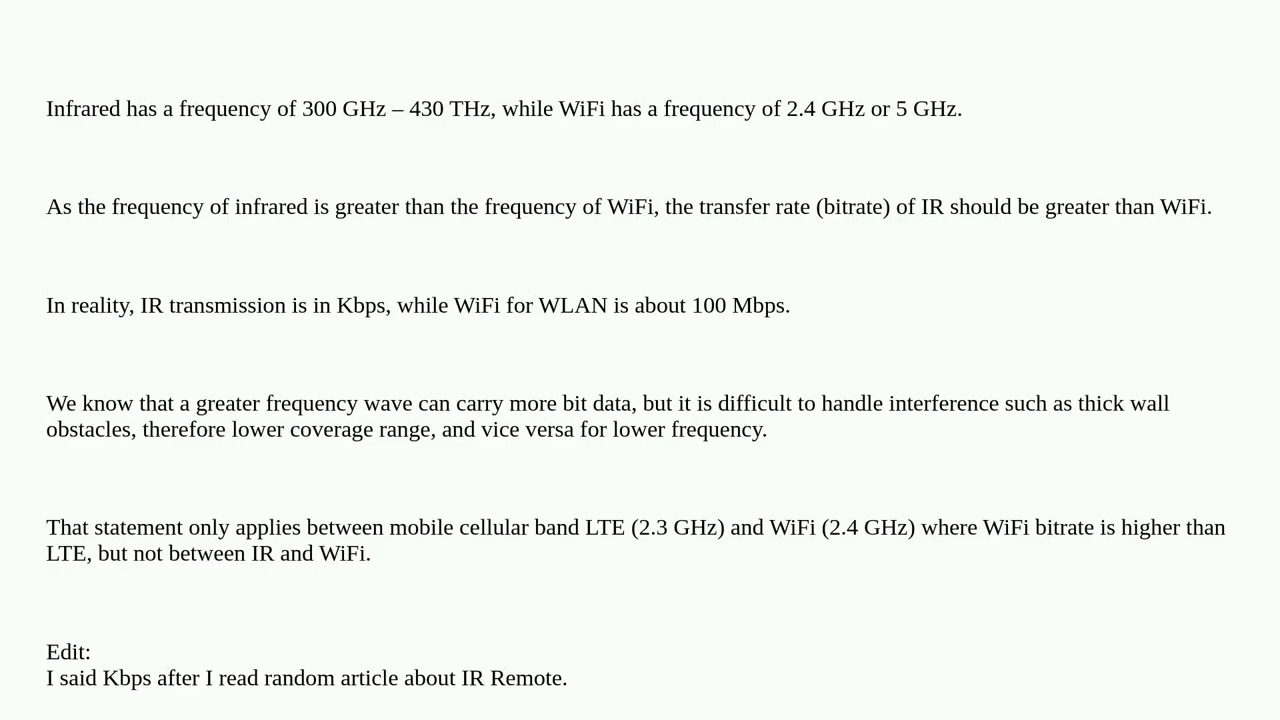 Infrared has a frequency of 300 GHz – 430 THz, while WiFi has a frequency of 2.4 GHz or 5 GHz.
As the frequency of infrared is greater than the frequency of WiFi, the transfer rate (bitrate) of IR should be greater than WiFi.
In reality, IR transmission is in Kbps, while WiFi for WLAN is about 100 Mbps.
We know that a greater frequency wave can carry more bit data, but it is difficult to handle interference such as thick wall
obstacles, therefore lower coverage range, and vice versa for lower frequency.
That statement only applies between mobile cellular band LTE (2.3 GHz) and WiFi (2.4 GHz) where WiFi bitrate is higher than
LTE, but not between IR and WiFi.
Edit:
I said Kbps after I read random article about IR Remote.